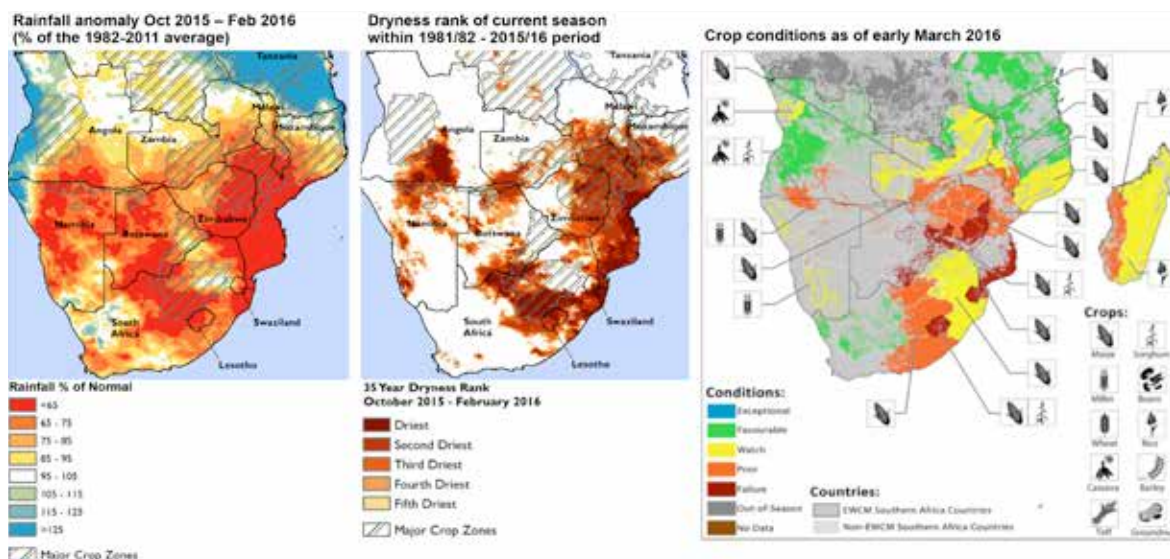 Rainfall anomaly Oct 2015 – Feb 2016
(% of the 1982-2011 average)
Tanzania
Malawi
Mozambique
Angola
Zambia
Zimbabwe
Namibia
Botswana
South
Africa
Swaziland
Lesotho
Rainfall % of Normal
<65
65 - 75
75 - 85
85 - 95
95 - 105
105 - 115
115 - 125
>125
Major Crop Zones
Dryness rank of current season
within 1981/82 - 2015/16 period
Tanzania
Malawi
Mozambique
Angola
Zambia
Zimbabwe
Namibia
Botswana
South
Africa
Swaziland
Lesotho
35 Year Dryness Rank
October 2015 - February 2016
Driest
Second Driest
Third Driest
Fourth Driest
Fifth Driest
Major Crop Zones
Crop conditions as of early March 2016
Conditions:
Exceptional
Favourable
Watch
Poor
Failure
Out of Season
No Data
Countries:
EWCM Southern Africa Countries
Non-EWCM Southern Africa Countries
Crops:
Maize
Sorghum
Millet
Beans
Wheat
Rice
Cassava
Barley
Teff